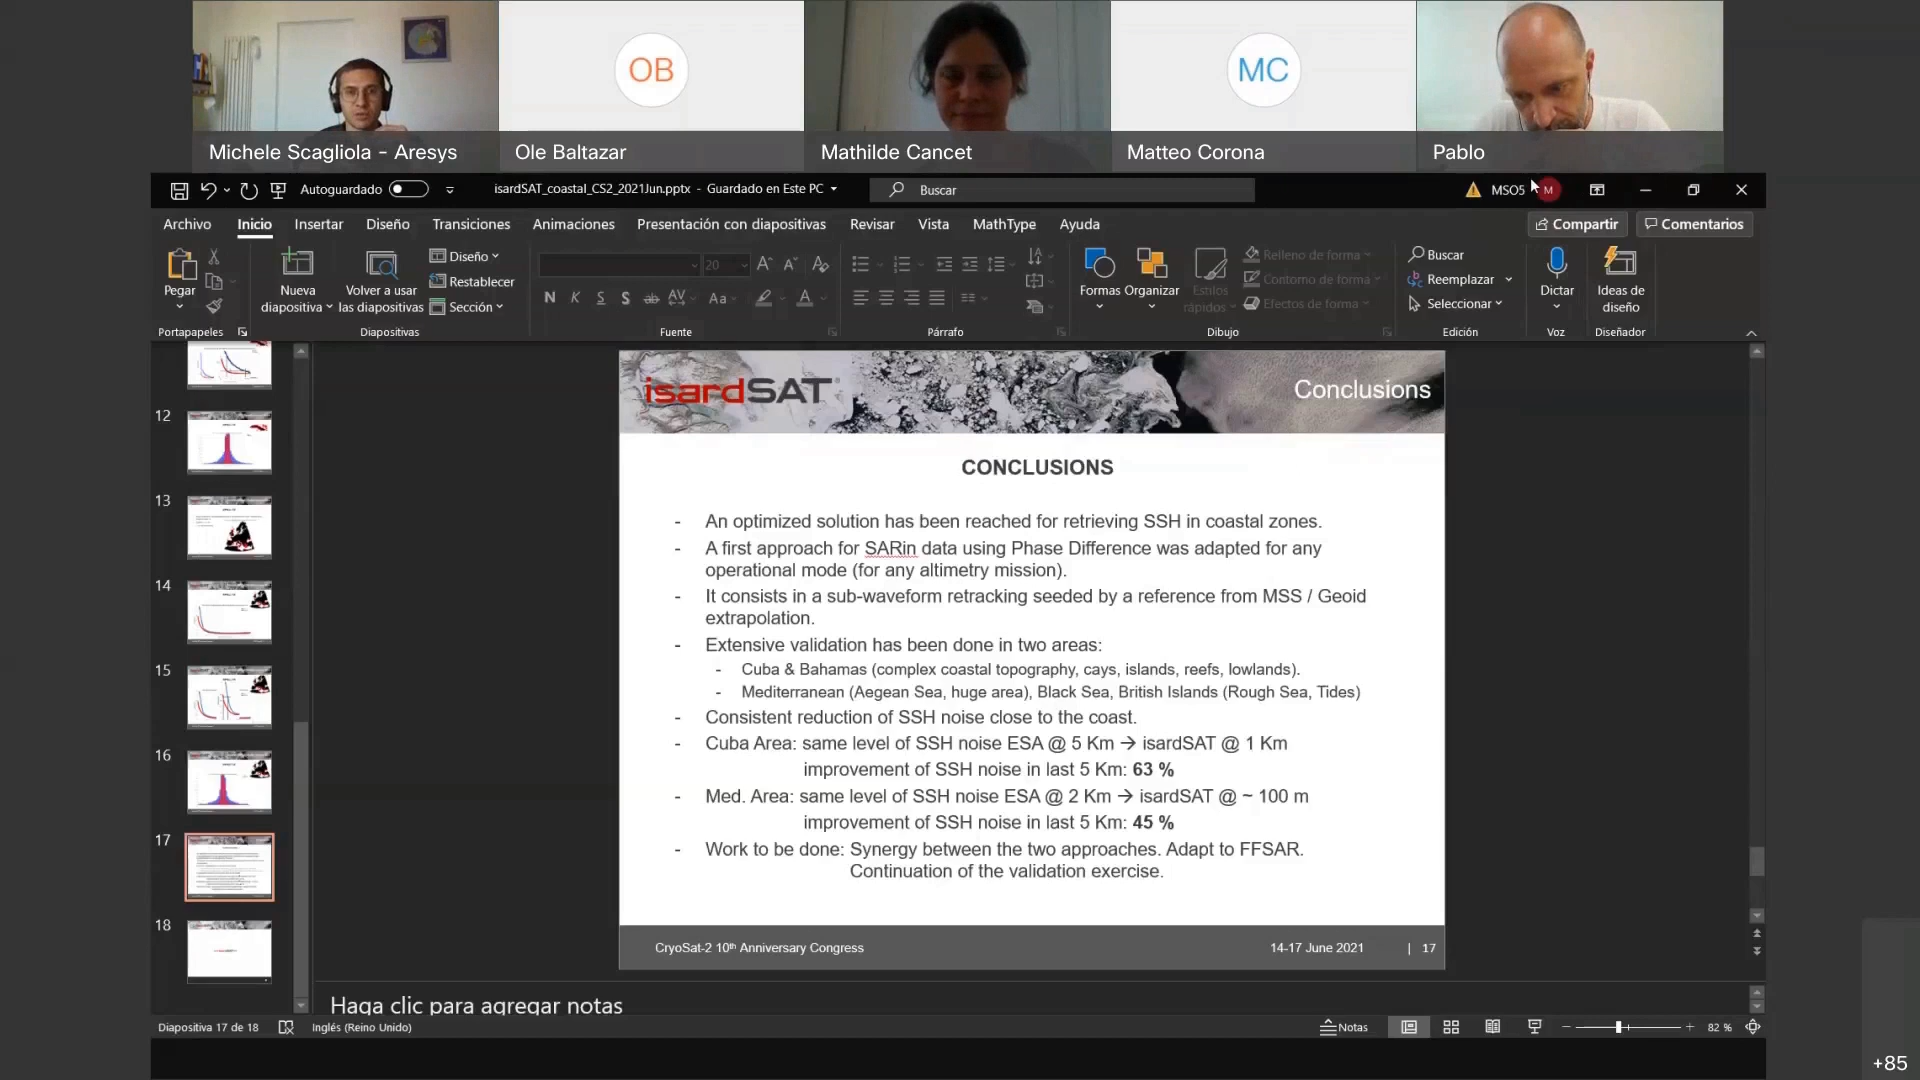 OB
MC
Michele Scagliola - Aresys
Ole Baltazar
Mathilde Cancet
Matteo Corona
Pablo
Autoguardado
isardSAT_coastal_CS2_2021Jun.pptx - Guardado en Este PC
Buscar
MSO5
M
Archivo
Inicio
Insertar
Diseño
Transiciones
Animaciones
Presentación con diapositivas
Revisar
Vista
MathType
Ayuda
Compartir
Comentarios
Pegar
Nueva
diapositiva
Volver a usar
las diapositivas
Diseño
Restablecer
Sección
20
N K S S ab AV Aa A
Formas
Organizar
Estilos
rápidos
Relleno de forma
Contorno de forma
Efectos de forma
Buscar
Reemplazar
Seleccionar
Dictar
Ideas de
diseño
Portapapeles
Diapositivas
Fuente
Párrafo
Dibujo
Edición
Voz
Diseñador
12
13
14
15
16
17
18
isardSAT
Conclusions
CONCLUSIONS
- An optimized solution has been reached for retrieving SSH in coastal zones.
- A first approach for SARin data using Phase Difference was adapted for any
operational mode (for any altimetry mission).
- It consists in a sub-waveform retracking seeded by a reference from MSS / Geoid
extrapolation.
- Extensive validation has been done in two areas:
- Cuba & Bahamas (complex coastal topography, cays, islands, reefs, lowlands).
- Mediterranean (Aegean Sea, huge area), Black Sea, British Islands (Rough Sea, Tides)
- Consistent reduction of SSH noise close to the coast.
- Cuba Area: same level of SSH noise ESA @ 5 Km → isardSAT @ 1 Km
improvement of SSH noise in last 5 Km: 63 %
- Med. Area: same level of SSH noise ESA @ 2 Km → isardSAT @ ~ 100 m
improvement of SSH noise in last 5 Km: 45 %
- Work to be done: Synergy between the two approaches. Adapt to FFSAR.
Continuation of the validation exercise.
CryoSat-2 10th Anniversary Congress
14-17 June 2021
| 17
Haga clic para agregar notas
Diapositiva 17 de 18
Inglés (Reino Unido)
Notas
82 %
+85